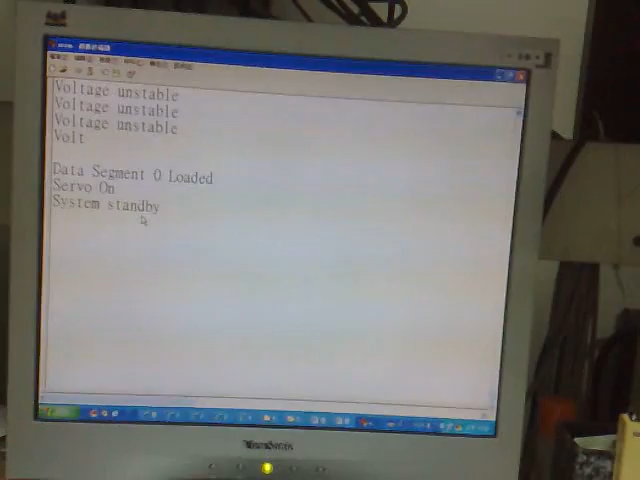 Voltage unstable
Voltage unstable
Voltage unstable
Volt
Data Segment 0 Loaded
Servo On
System standby
ViewSonic